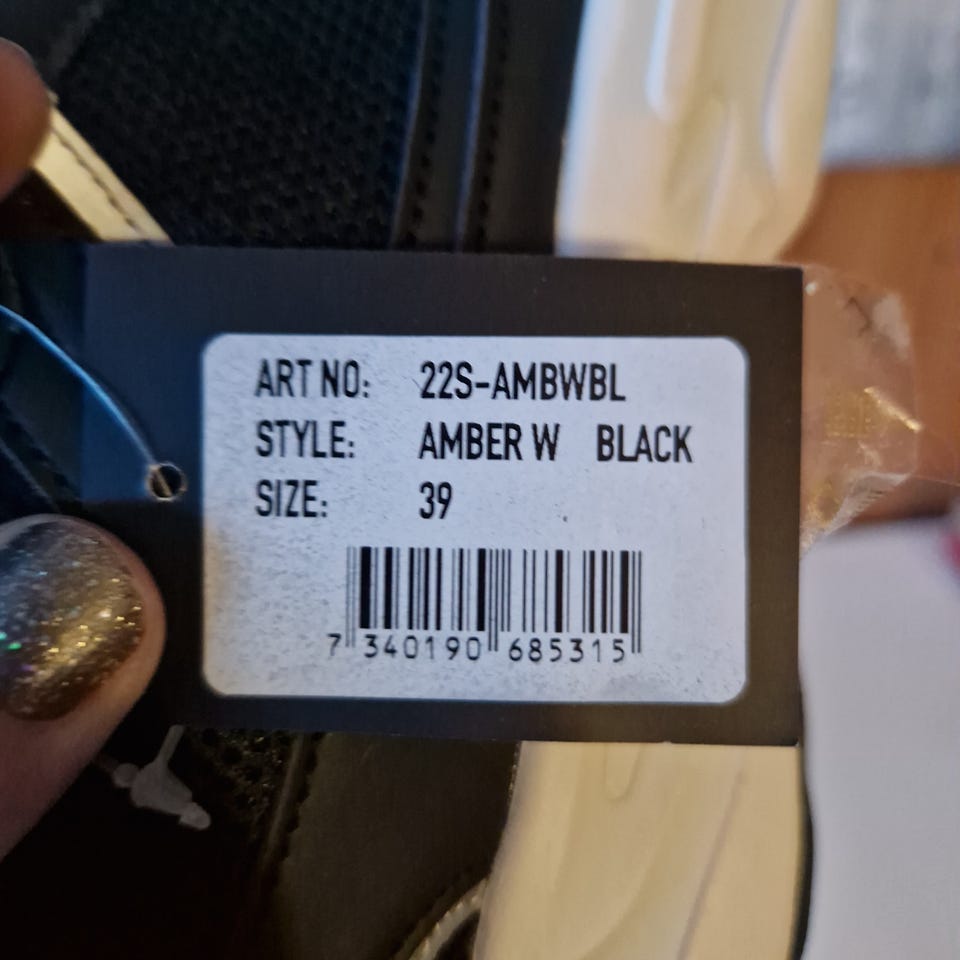 ART NO: 22S-AMBWBL
STYLE: AMBER W BLACK
SIZE: 39
7 340190 685315